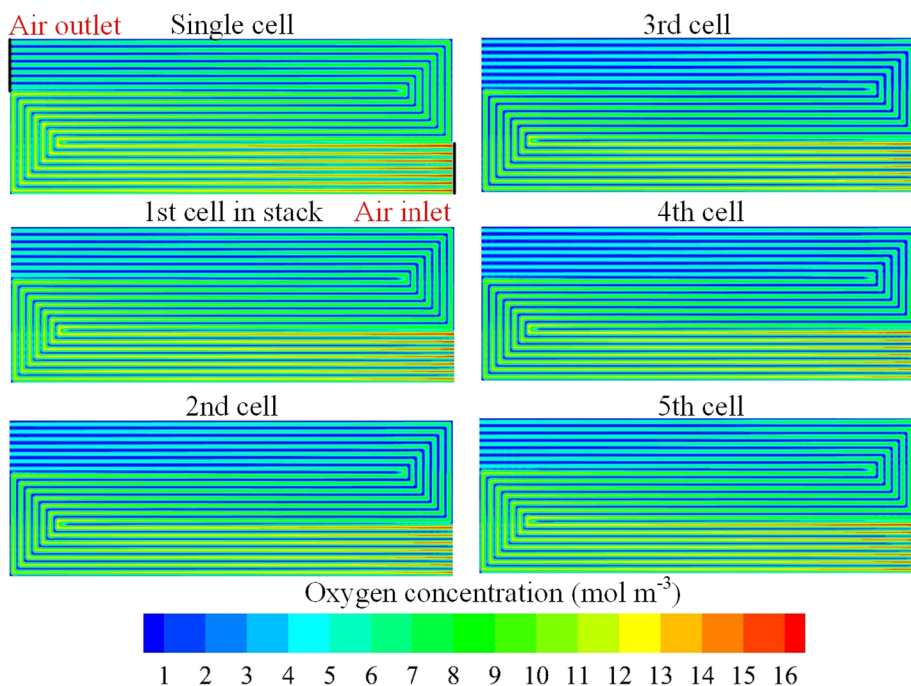 Air outlet
Single cell
3rd cell
1st cell in stack
Air inlet
4th cell
2nd cell
5th cell
Oxygen concentration (mol m-3)
1 2 3 4 5 6 7 8 9 10 11 12 13 14 15 16